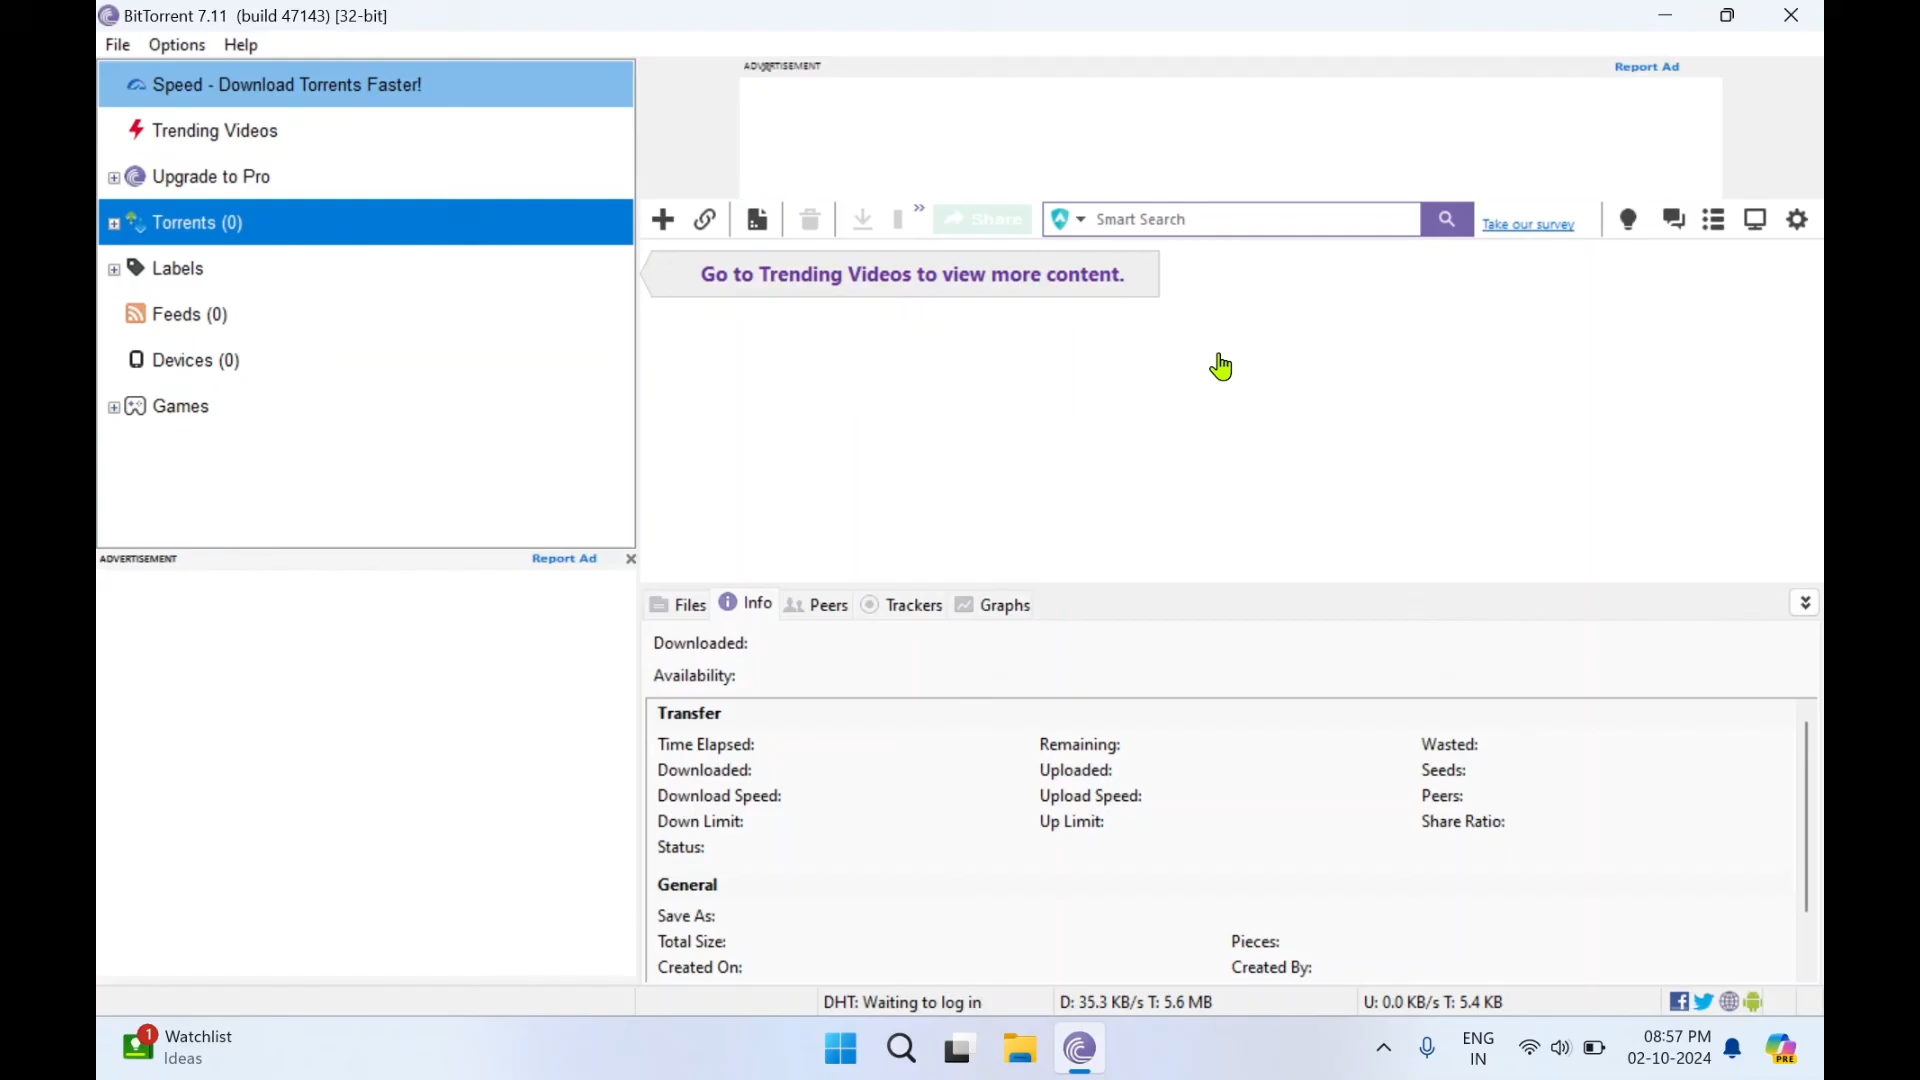 BitTorrent 7.11 (build 47143) [32-bit]
File Options Help
Speed - Download Torrents Faster!
Trending Videos
Upgrade to Pro
Torrents (0)
Labels
Feeds (0)
Devices (0)
Games
ADVERTISEMENT Report Ad
ADVERTISEMENT Report Ad
Share Smart Search Take our survey
Go to Trending Videos to view more content.
Files Info Peers Trackers Graphs
Downloaded:
Availability:
Transfer
Time Elapsed: Remaining: Wasted:
Downloaded: Uploaded: Seeds:
Download Speed: Upload Speed: Peers:
Down Limit: Up Limit: Share Ratio:
Status:
General
Save As:
Total Size: Pieces:
Created On: Created By:
DHT: Waiting to log in D: 35.3 KB/s T: 5.6 MB U: 0.0 KB/s T: 5.4 KB
1 Watchlist
Ideas
ENG
IN
08:57 PM
02-10-2024
PRE